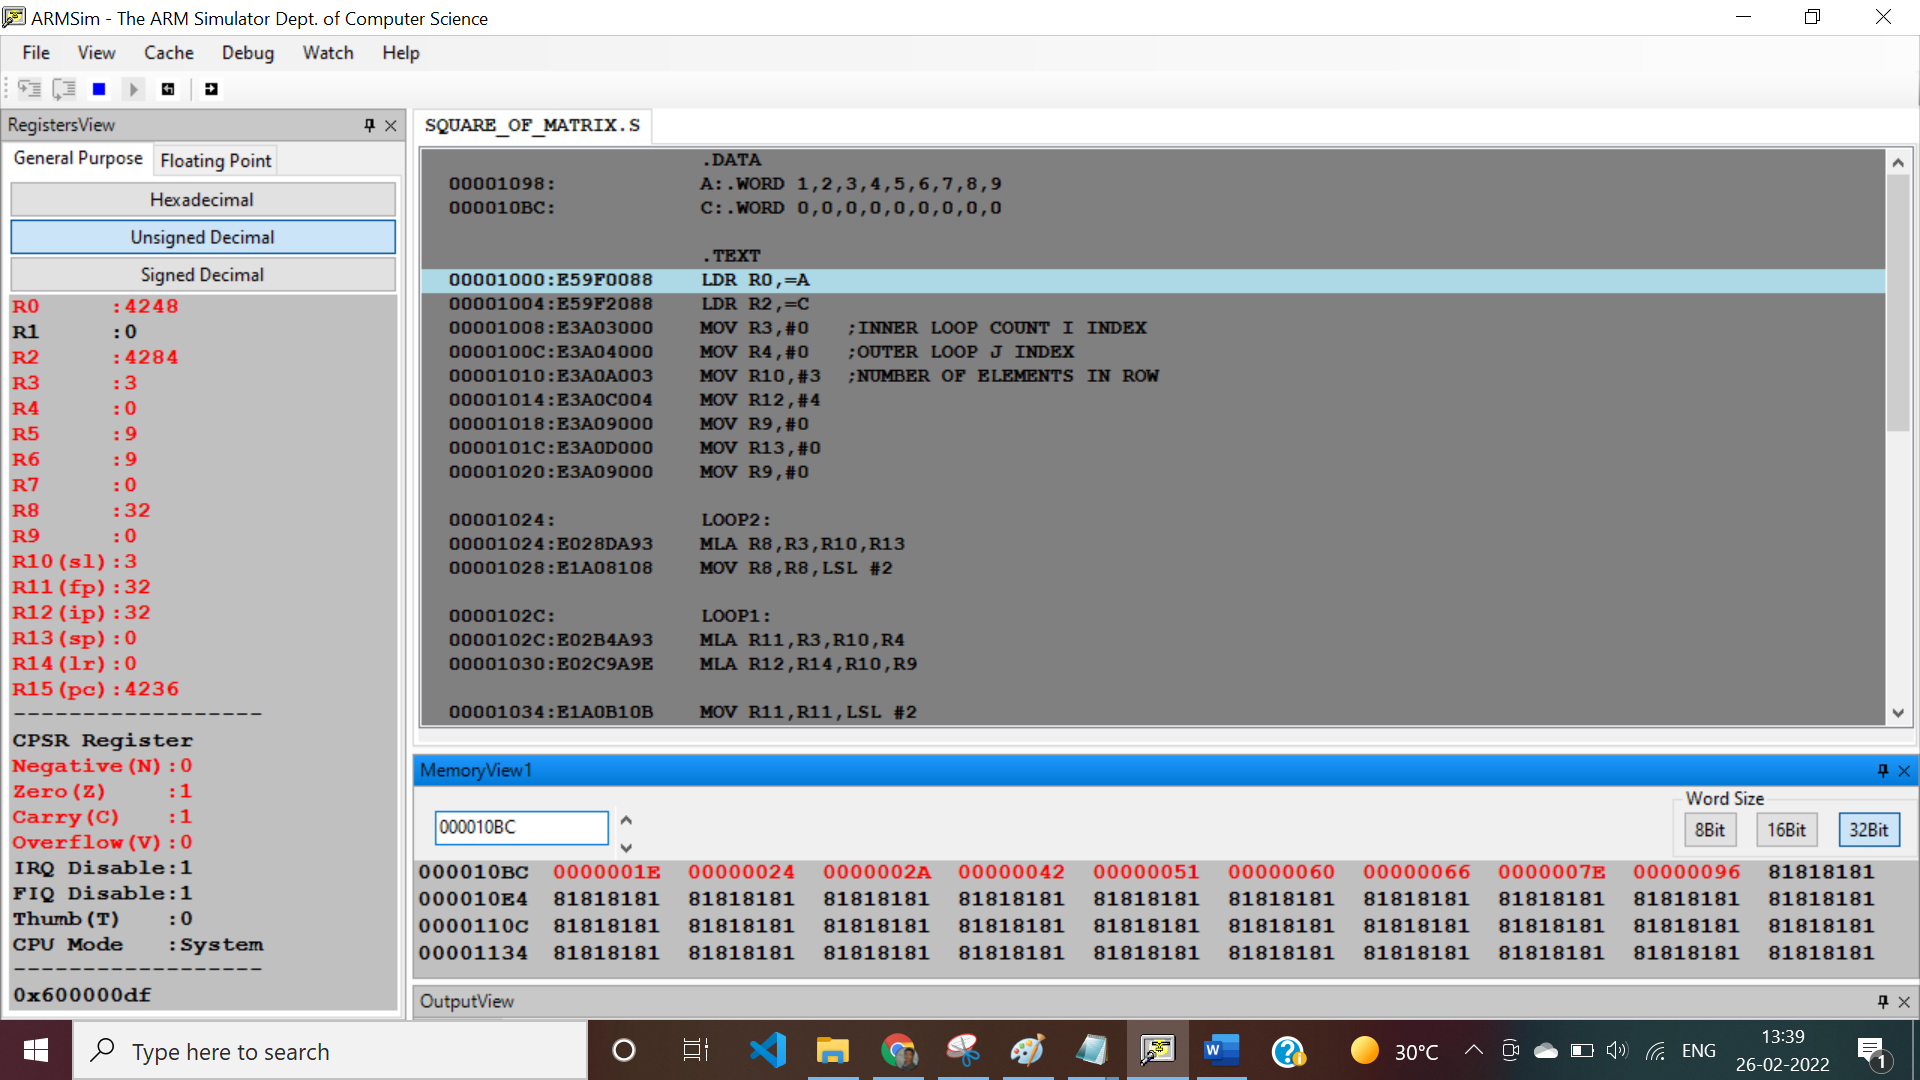 ARMSim - The ARM Simulator Dept. of Computer Science
File View Cache Debug Watch Help
RegistersView
General Purpose Floating Point
Hexadecimal
Unsigned Decimal
Signed Decimal
R0 :4248
R1 :0
R2 :4284
R3 :3
R4 :0
R5 :9
R6 :9
R7 :0
R8 :32
R9 :0
R10(sl):3
R11(fp):32
R12(ip):32
R13(sp):0
R14(lr):0
R15(pc):4236
-------------------
CPSR Register
Negative(N):0
Zero(Z) :1
Carry(C) :1
Overflow(V):0
IRQ Disable:1
FIQ Disable:1
Thumb(T) :0
CPU Mode :System
-------------------
0x600000df
SQUARE_OF_MATRIX.S
.DATA
00001098: A:.WORD 1,2,3,4,5,6,7,8,9
000010BC: C:.WORD 0,0,0,0,0,0,0,0,0
.TEXT
00001000:E59F0088 LDR R0,=A
00001004:E59F2088 LDR R2,=C
00001008:E3A03000 MOV R3,#0 ;INNER LOOP COUNT I INDEX
0000100C:E3A04000 MOV R4,#0 ;OUTER LOOP J INDEX
00001010:E3A0A003 MOV R10,#3 ;NUMBER OF ELEMENTS IN ROW
00001014:E3A0C004 MOV R12,#4
00001018:E3A09000 MOV R9,#0
0000101C:E3A0D000 MOV R13,#0
00001020:E3A09000 MOV R9,#0
00001024: LOOP2:
00001024:E028DA93 MLA R8,R3,R10,R13
00001028:E1A08108 MOV R8,R8,LSL #2
0000102C: LOOP1:
0000102C:E02B4A93 MLA R11,R3,R10,R4
00001030:E02C9A9E MLA R12,R14,R10,R9
00001034:E1A0B10B MOV R11,R11,LSL #2
MemoryView1
000010BC
Word Size
8Bit 16Bit 32Bit
000010BC 0000001E 00000024 0000002A 00000042 00000051 00000060 00000066 0000007E 00000096 81818181
000010E4 81818181 81818181 81818181 81818181 81818181 81818181 81818181 81818181 81818181 81818181
0000110C 81818181 81818181 81818181 81818181 81818181 81818181 81818181 81818181 81818181 81818181
00001134 81818181 81818181 81818181 81818181 81818181 81818181 81818181 81818181 81818181 81818181
OutputView
Type here to search
W
30°C
ENG
13:39
26-02-2022
1